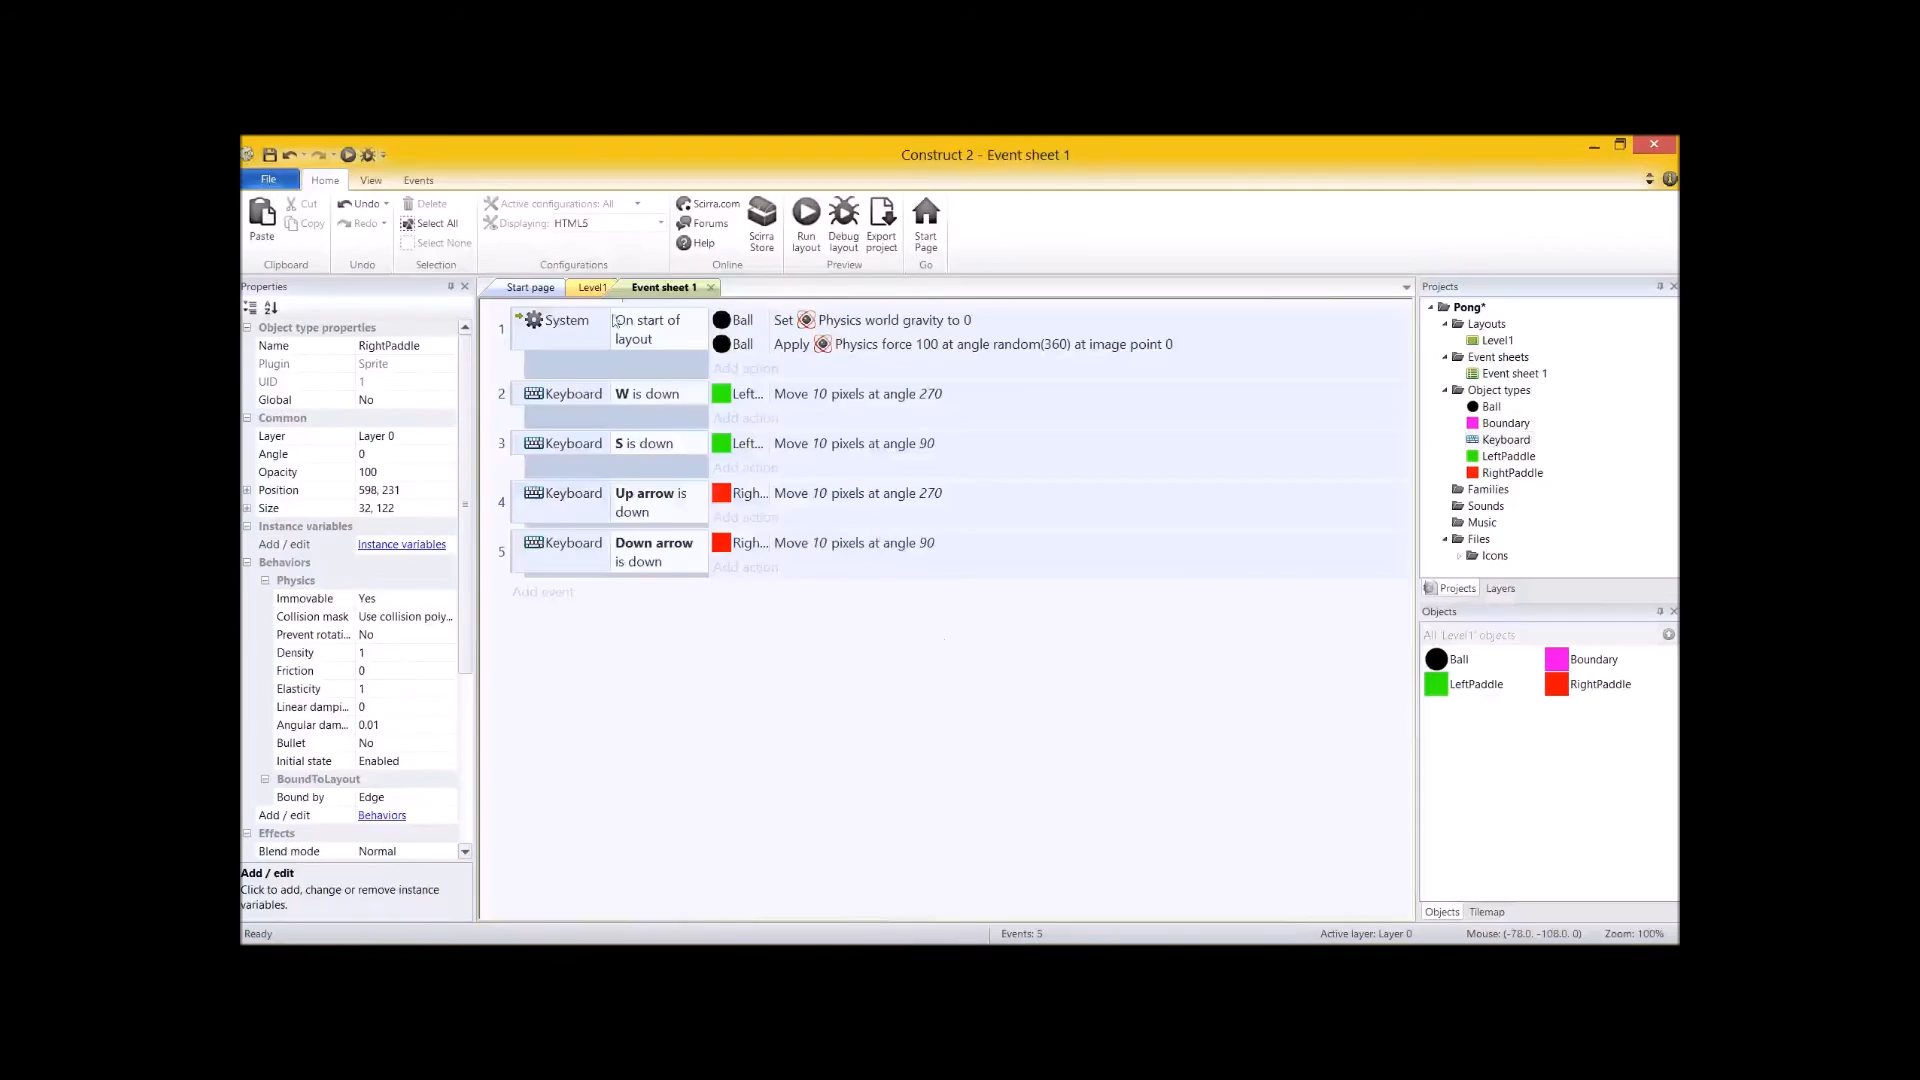 Construct 2 - Event sheet 1
File Home View Events
Paste
Cut
Copy
Clipboard
Undo
Redo
Undo
Delete
Select All
Select None
Selection
Active configurations: All
Displaying: HTML5
Configurations
Scirra.com
Forums
Help
Scirra Store
Online
Run layout
Debug layout
Export project
Preview
Start Page
Go
Properties
Object type properties
Name RightPaddle
Plugin Sprite
UID 1
Global No
Common
Layer Layer 0
Angle 0
Opacity 100
Position 598, 231
Size 32, 122
Instance variables
Add / edit Instance variables
Behaviors
Physics
Immovable Yes
Collision mask Use collision poly...
Prevent rotati... No
Density 1
Friction 0
Elasticity 1
Linear dampi... 0
Angular dam... 0.01
Bullet No
Initial state Enabled
BoundToLayout
Bound by Edge
Add / edit Behaviors
Effects
Blend mode Normal
Add / edit
Click to add, change or remove instance
variables.
Start page Level1 Event sheet 1
1 System On start of layout
Ball Set Physics world gravity to 0
Ball Apply Physics force 100 at angle random(360) at image point 0
Add action
2 Keyboard W is down Left... Move 10 pixels at angle 270
Add action
3 Keyboard S is down Left... Move 10 pixels at angle 90
Add action
4 Keyboard Up arrow is down Righ... Move 10 pixels at angle 270
Add action
5 Keyboard Down arrow is down Righ... Move 10 pixels at angle 90
Add action
Add event
Projects
Pong*
Layouts
Level1
Event sheets
Event sheet 1
Object types
Ball
Boundary
Keyboard
LeftPaddle
RightPaddle
Families
Sounds
Music
Files
Icons
Projects Layers
Objects
All 'Level1' objects
Ball Boundary
LeftPaddle RightPaddle
Objects Tilemap
Ready Events: 5 Active layer: Layer 0 Mouse: (-78.0, -108.0, 0) Zoom: 100%